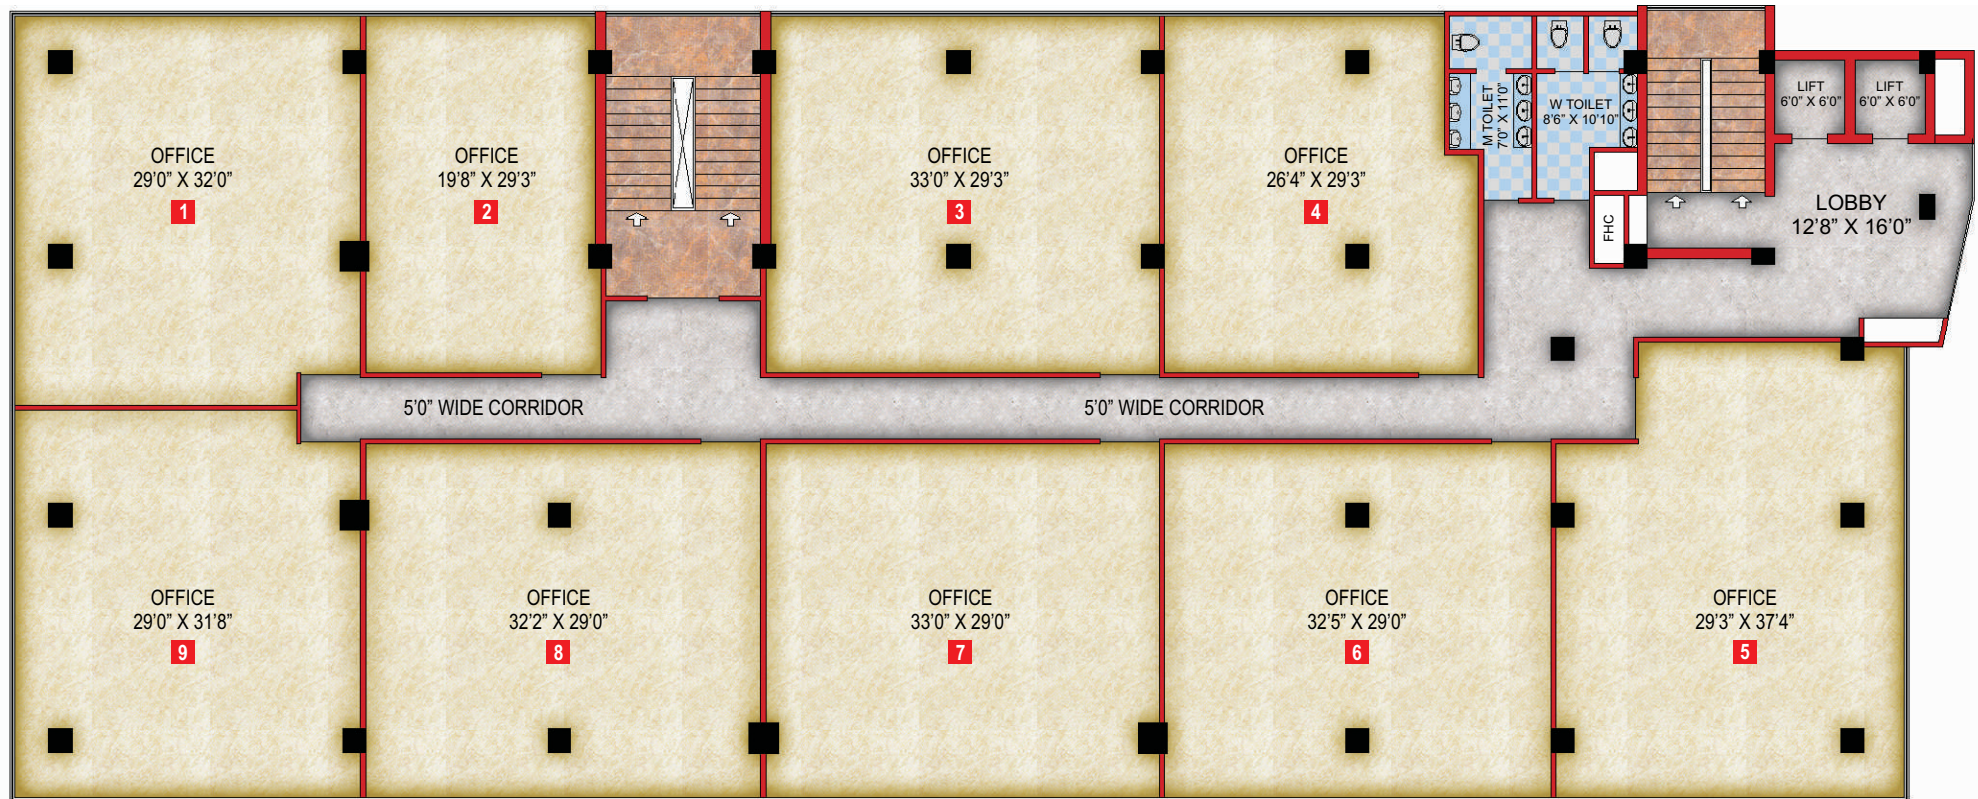 OFFICE
29'0" X 32'0"
1
OFFICE
19'8" X 29'3"
2
OFFICE
33'0" X 29'3"
3
OFFICE
26'4" X 29'3"
4
M TOILET
7'0" X 11'0"
W TOILET
8'6" X 10'10"
FHC
LIFT
6'0" X 6'0"
LIFT
6'0" X 6'0"
LOBBY
12'8" X 16'0"
5'0" WIDE CORRIDOR
5'0" WIDE CORRIDOR
OFFICE
29'0" X 31'8"
9
OFFICE
32'2" X 29'0"
8
OFFICE
33'0" X 29'0"
7
OFFICE
32'5" X 29'0"
6
OFFICE
29'3" X 37'4"
5